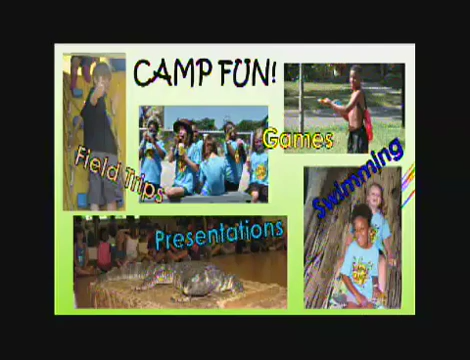 CAMP FUN!
Games
Field Trips
Swimming
Presentations